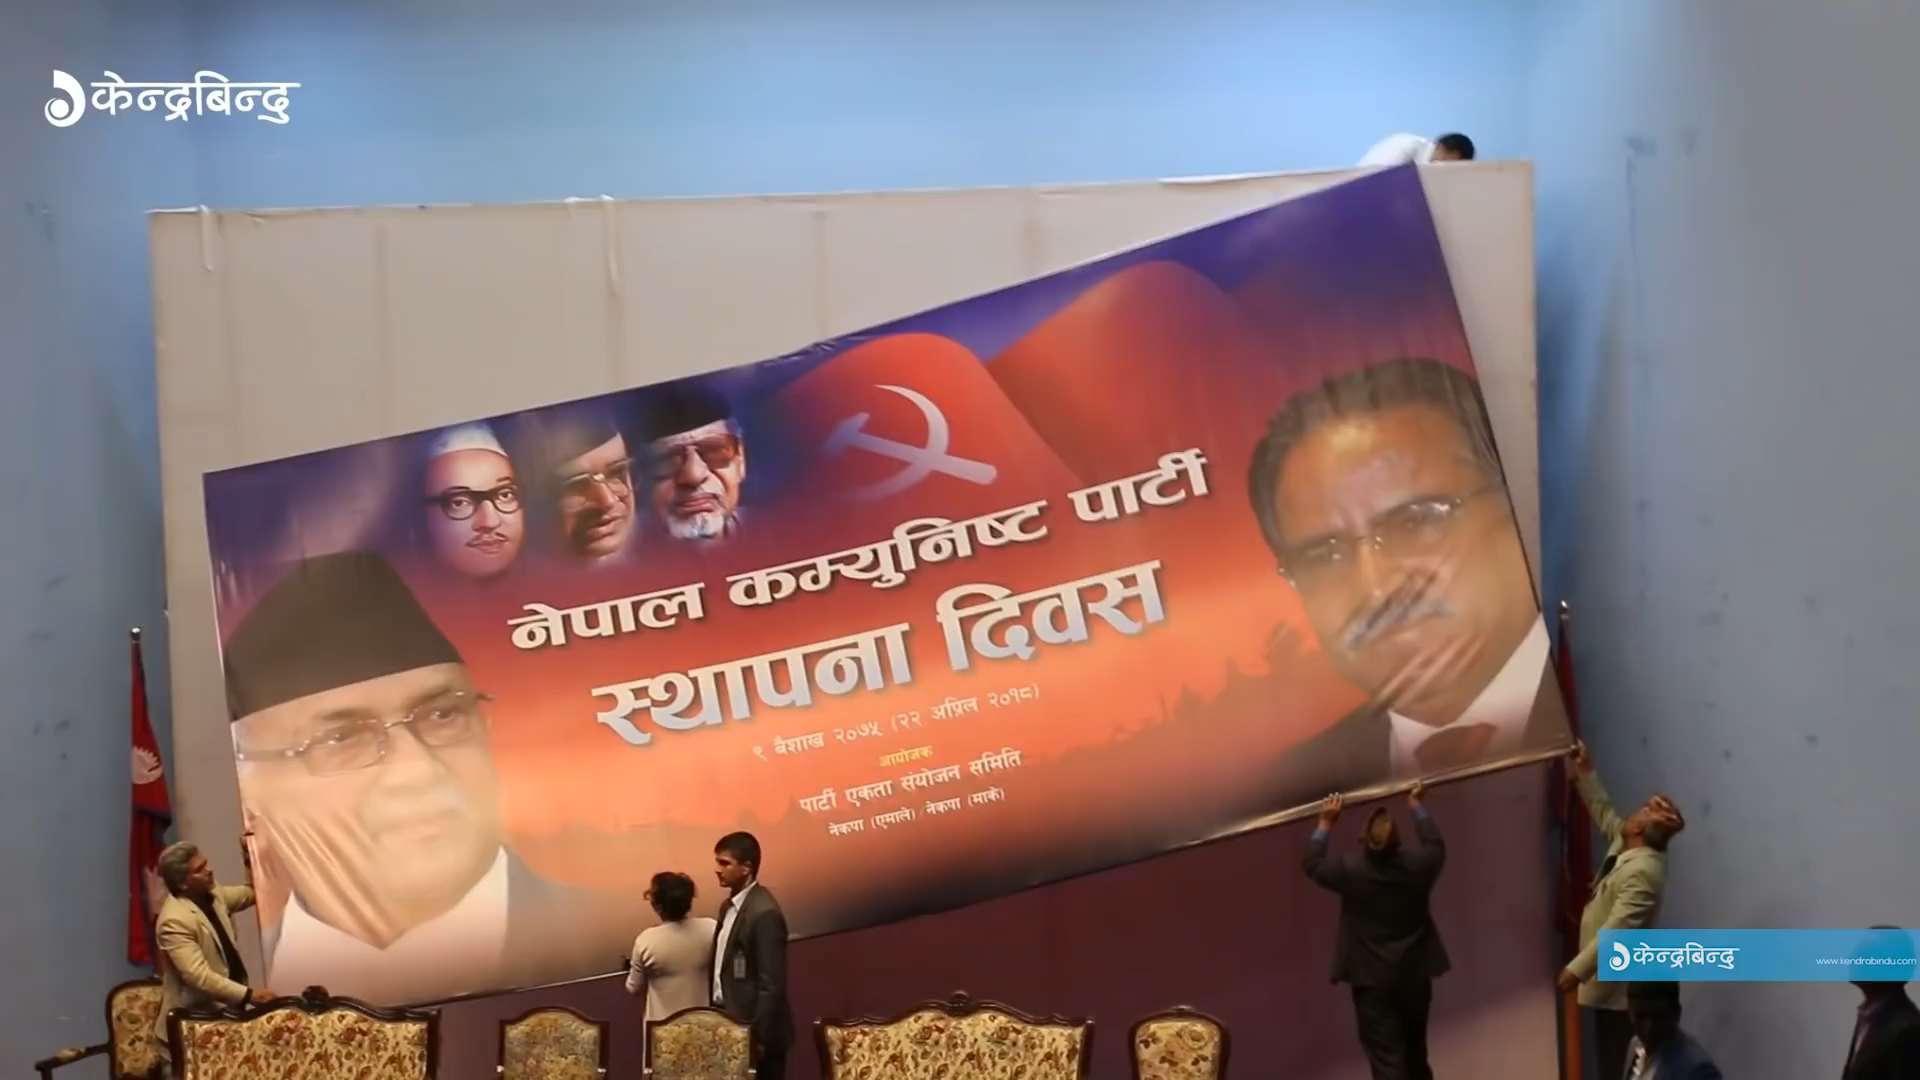 केन्द्रबिन्दु
नेपाल कम्युनिष्ट पार्टी
स्थापना दिवस
९ बैशाख २०७५ (२२ अप्रिल २०१८)
आयोजक
पार्टी एकता संयोजन समिति
नेकपा (एमाले) नेकपा (माके)
केन्द्रबिन्दु
www.kendrabindu.com